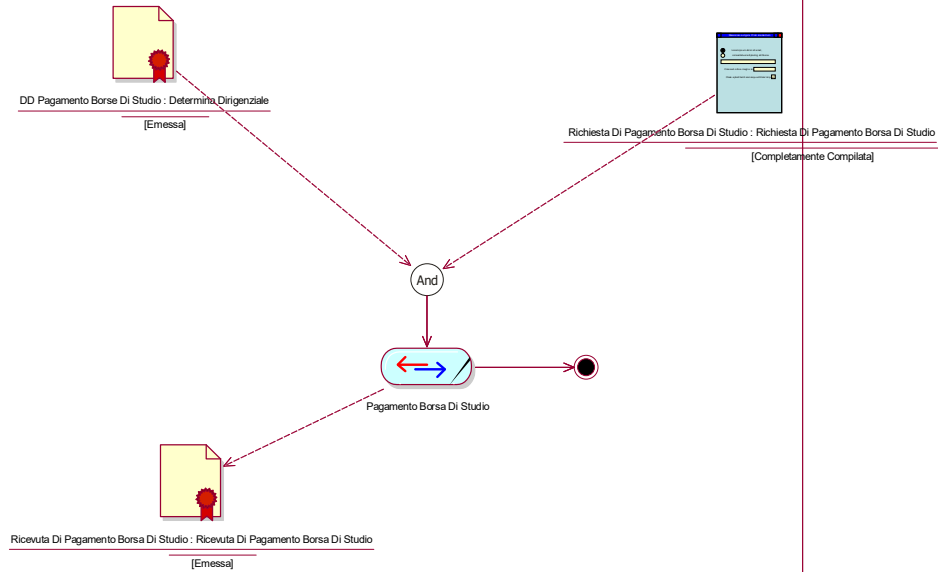 DD Pagamento Borse Di Studio : Determina Dirigenziale
[Emessa]
Richiesta Di Pagamento Borsa Di Studio : Richiesta Di Pagamento Borsa Di Studio
[Completamente Compilata]
And
Pagamento Borsa Di Studio
Ricevuta Di Pagamento Borsa Di Studio : Ricevuta Di Pagamento Borsa Di Studio
[Emessa]